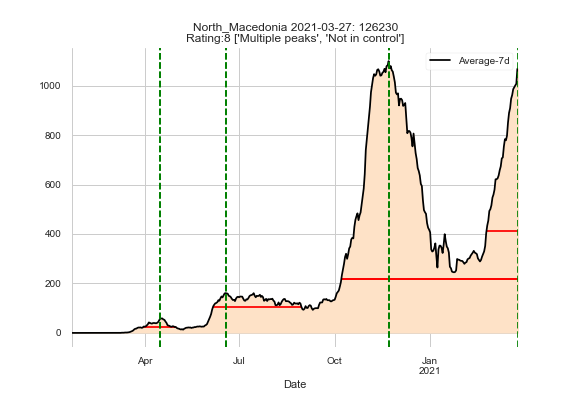 North_Macedonia 2021-03-27: 126230
Rating:8 ['Multiple peaks', 'Not in control']
Average-7d
1000
800
600
400
200
0
Apr
Jul
Oct
Jan
2021
Date